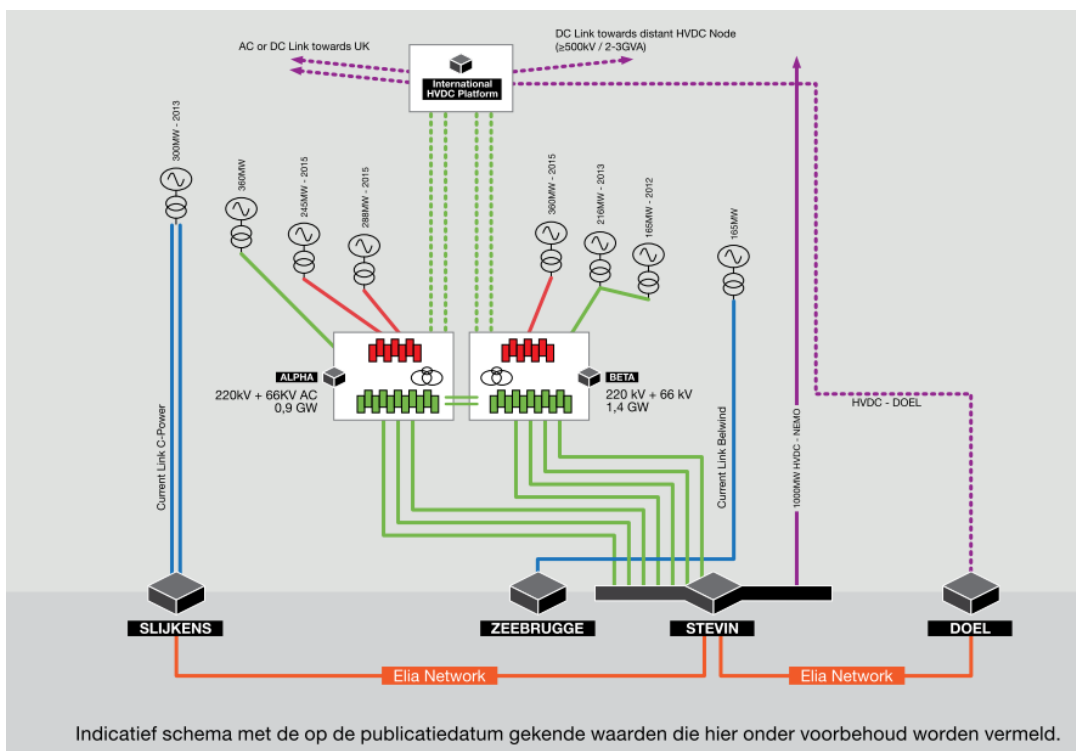 AC or DC Link towards UK
DC Link towards distant HVDC Node
(≥500kV / 2-3GVA)
International
HVDC Platform
300MW - 2013
360MW
245MW - 2015
288MW - 2015
360MW - 2015
216MW - 2013
165MW - 2012
165MW
ALPHA
220kV + 66KV AC
0,9 GW
BETA
220 kV + 66 kV
1,4 GW
HVDC - DOEL
Current Link C-Power
Current Link Belwind
1000MW HVDC - NEMO
SLIJKENS
ZEEBRUGGE
STEVIN
DOEL
Elia Network
Elia Network
Indicatief schema met de op de publicatiedatum gekende waarden die hier onder voorbehoud worden vermeld.